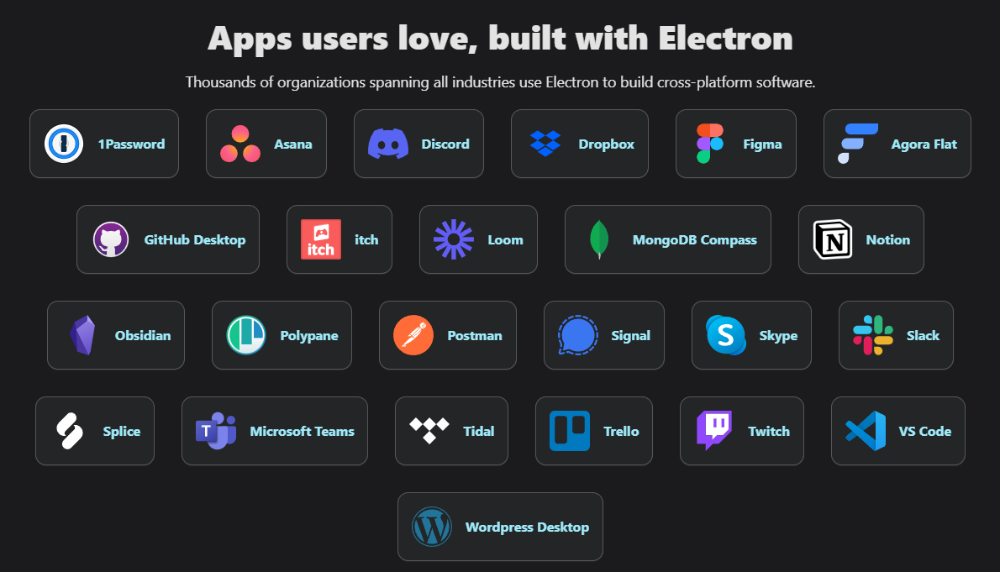 Apps users love, built with Electron
Thousands of organizations spanning all industries use Electron to build cross-platform software.
1Password Asana Discord Dropbox Figma Agora Flat
GitHub Desktop itch itch Loom MongoDB Compass N Notion
Obsidian Polypane Postman Signal S Skype Slack
Splice T Microsoft Teams Tidal Trello Twitch VS Code
W Wordpress Desktop